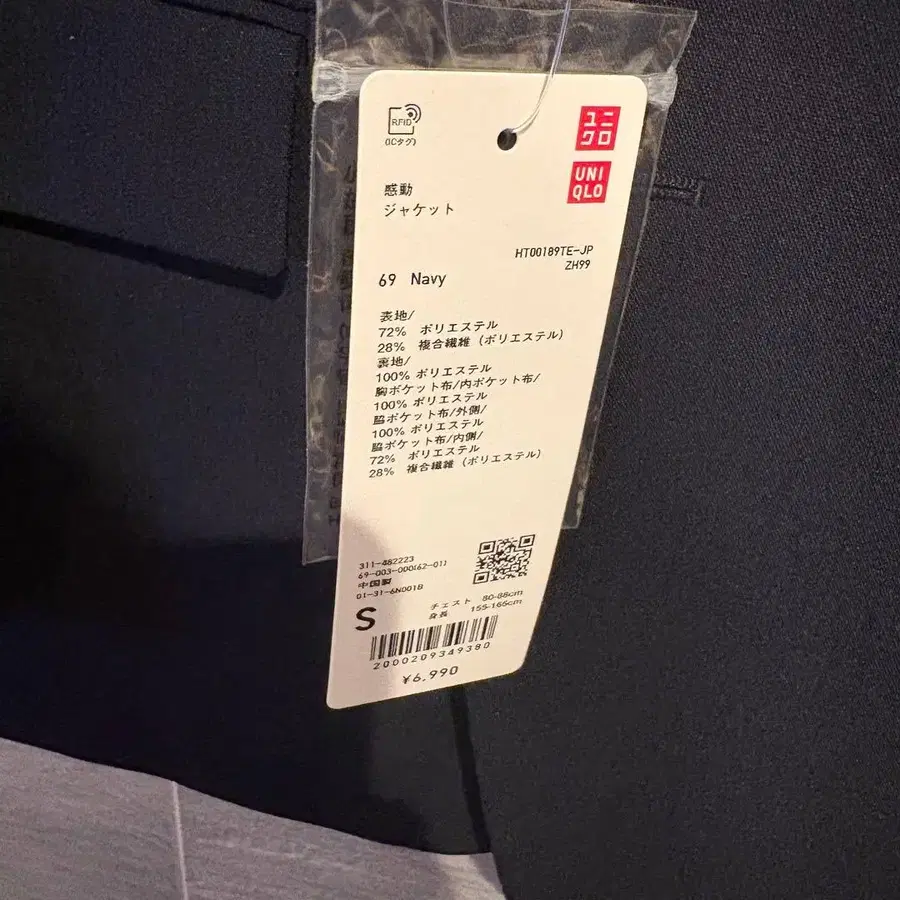 RFID
(ICタグ)
ユニ
クロ
UNI
QLO
感動
ジャケット
HT00189TE-JP
ZH99
69 Navy
表地/
72% ポリエステル
28% 複合繊維 (ポリエステル)
裏地/
100% ポリエステル
胸ポケット布/内ポケット布/
100% ポリエステル
脇ポケット布/外側/
100% ポリエステル
脇ポケット布/内側/
72% ポリエステル
28% 複合繊維 (ポリエステル)
311-482223
69-003-000(62-01)
中国製
01-31-6N001B
S
チェスト 80-88cm
身長 155-165cm
2000209349380
¥6,990